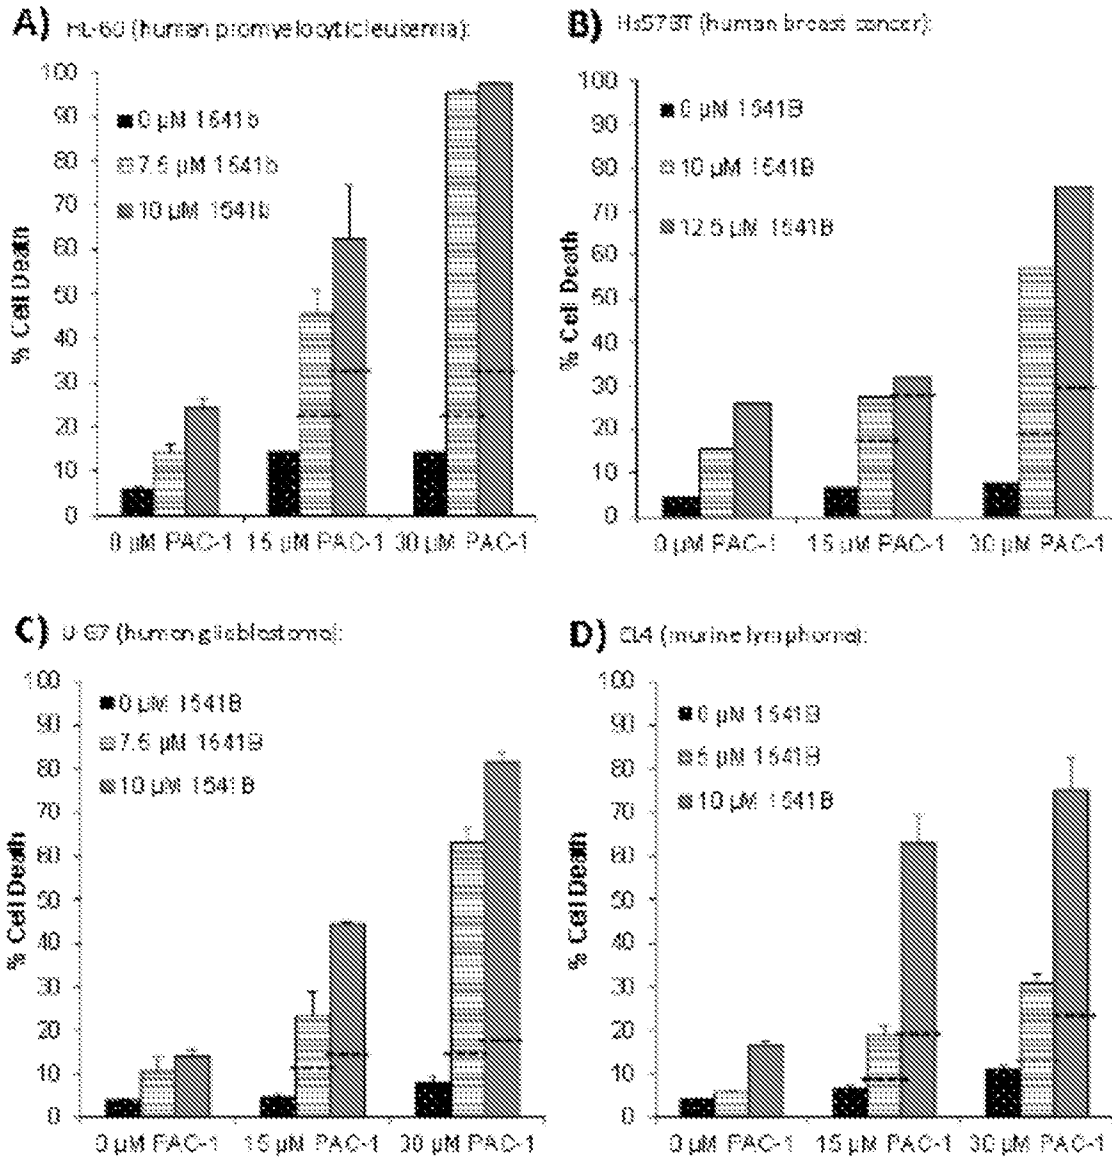 A) HL-60 (human promyelocytic leukemia):
100
90
80
70
60
50
40
30
20
10
0
% Cell Death
0 µM 1541b
7.5 µM 1541b
10 µM 1541b
0 µM PAC-1 15 µM PAC-1 30 µM PAC-1
B) Hs578T (human breast cancer):
100
90
80
70
60
50
40
30
20
10
0
% Cell Death
0 µM 1541B
10 µM 1541B
12.5 µM 1541B
0 µM PAC-1 15 µM PAC-1 30 µM PAC-1
C) U-87 (human glioblastoma):
100
90
80
70
60
50
40
30
20
10
0
% Cell Death
0 µM 1541B
7.5 µM 1541B
10 µM 1541B
0 µM PAC-1 15 µM PAC-1 30 µM PAC-1
D) EL4 (murine lymphoma):
100
90
80
70
60
50
40
30
20
10
0
% Cell Death
0 µM 1541B
5 µM 1541B
10 µM 1541B
0 µM PAC-1 15 µM PAC-1 30 µM PAC-1